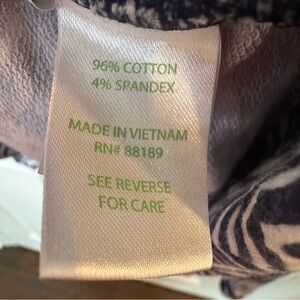 96% COTTON
4% SPANDEX
MADE IN VIETNAM
RN# 88189
SEE REVERSE
FOR CARE